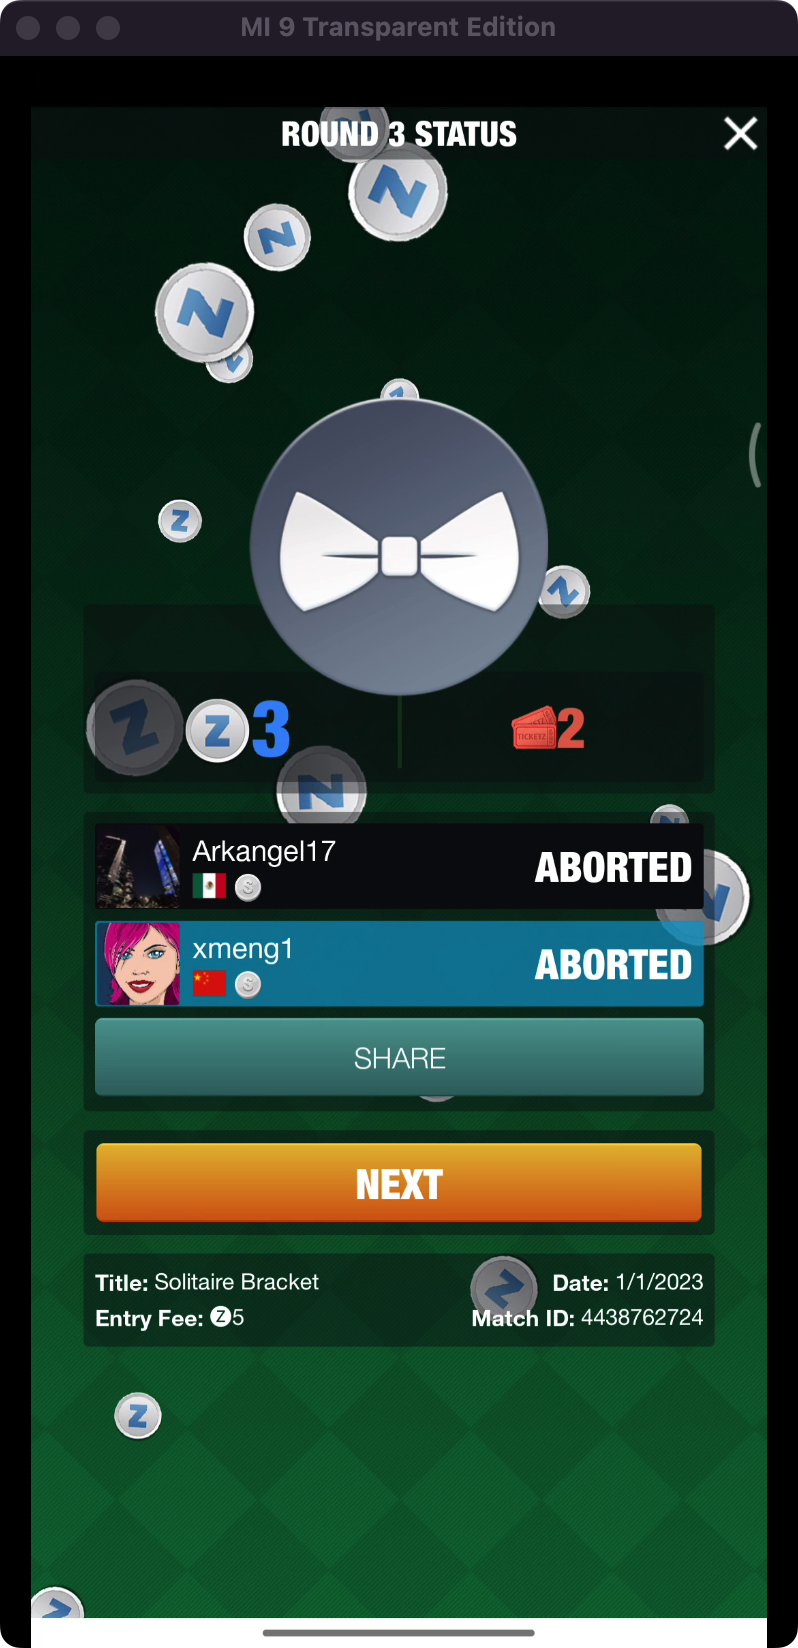 MI 9 Transparent Edition
ROUND 3 STATUS
Z 3
TICKETZ 2
Arkangel17
S
ABORTED
xmeng1
S
ABORTED
SHARE
NEXT
Title: Solitaire Bracket
Date: 1/1/2023
Entry Fee: Z5
Match ID: 4438762724